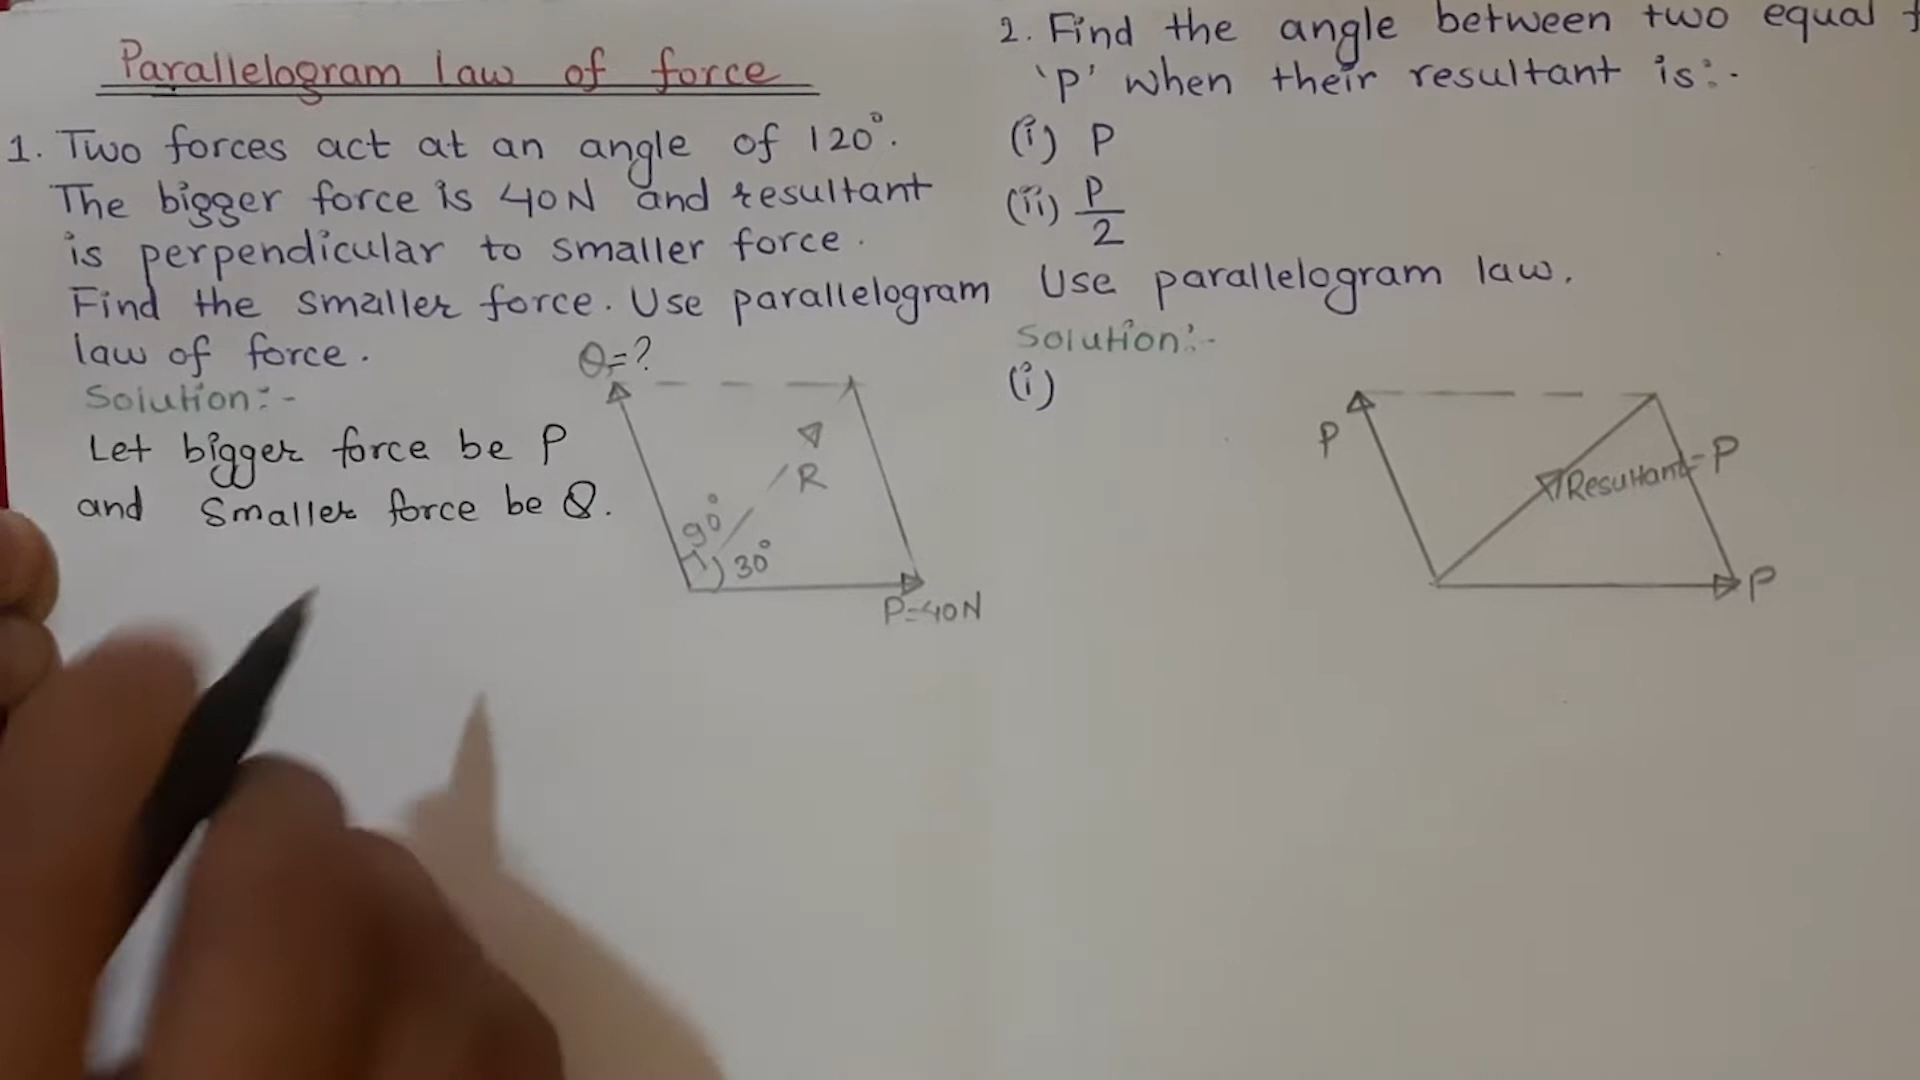 Parallelogram law of force
1. Two forces act at an angle of 120°.
The bigger force is 40N and resultant
is perpendicular to smaller force.
Find the smaller force. Use parallelogram
law of force.
Solution:-
Let bigger force be P
and smaller force be Q.
Q=?
R
90°
30°
P=40N
2. Find the angle between two equal
'P' when their resultant is:-
(i) P
(ii) P/2
Use parallelogram law.
Solution:-
(i)
P
Resultant=P
P